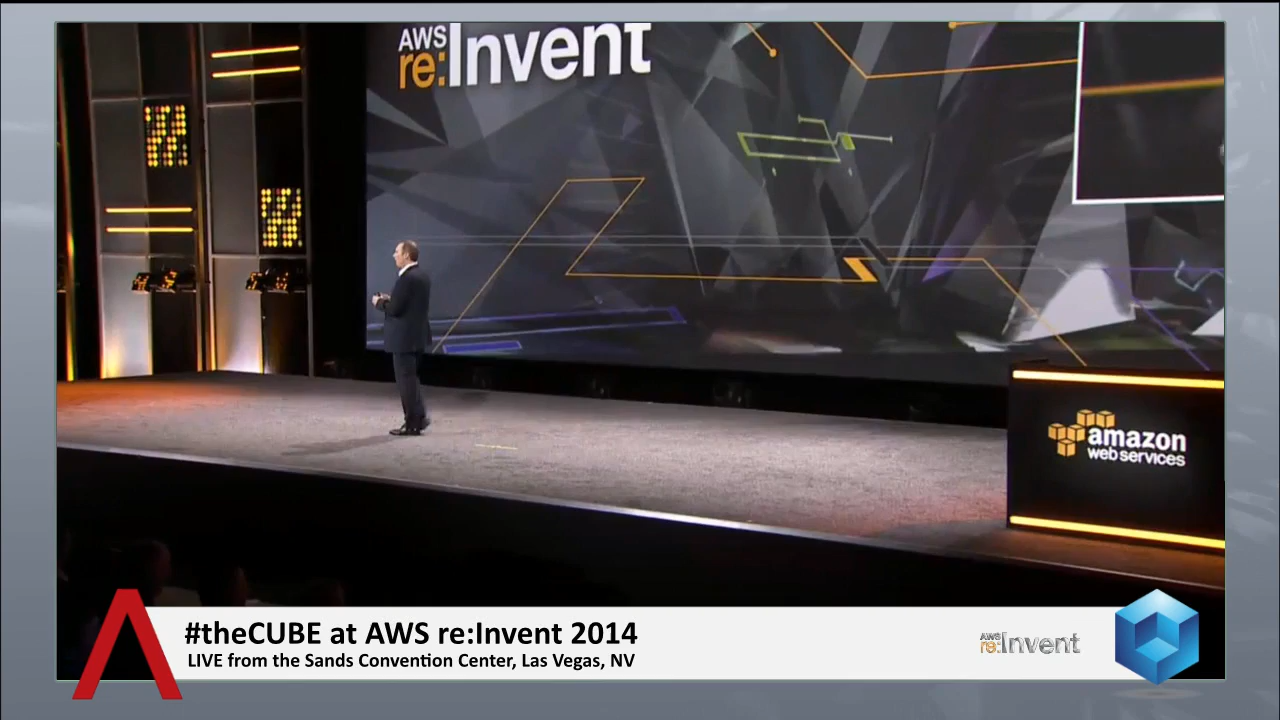 AWS
re:Invent
amazon
web services
#theCUBE at AWS re:Invent 2014
LIVE from the Sands Convention Center, Las Vegas, NV
AWS
re:Invent